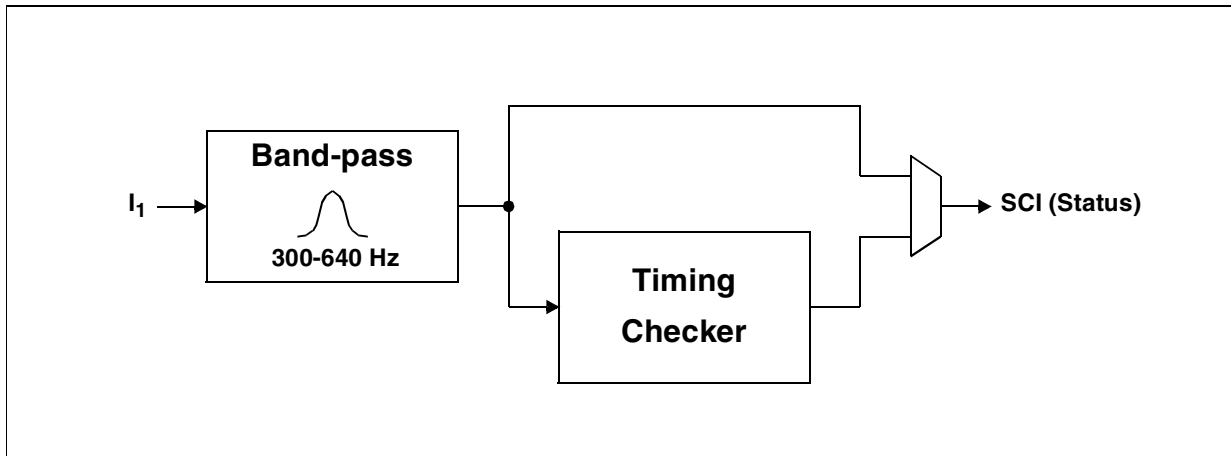 Band-pass
I1
300-640 Hz
Timing
Checker
SCI (Status)